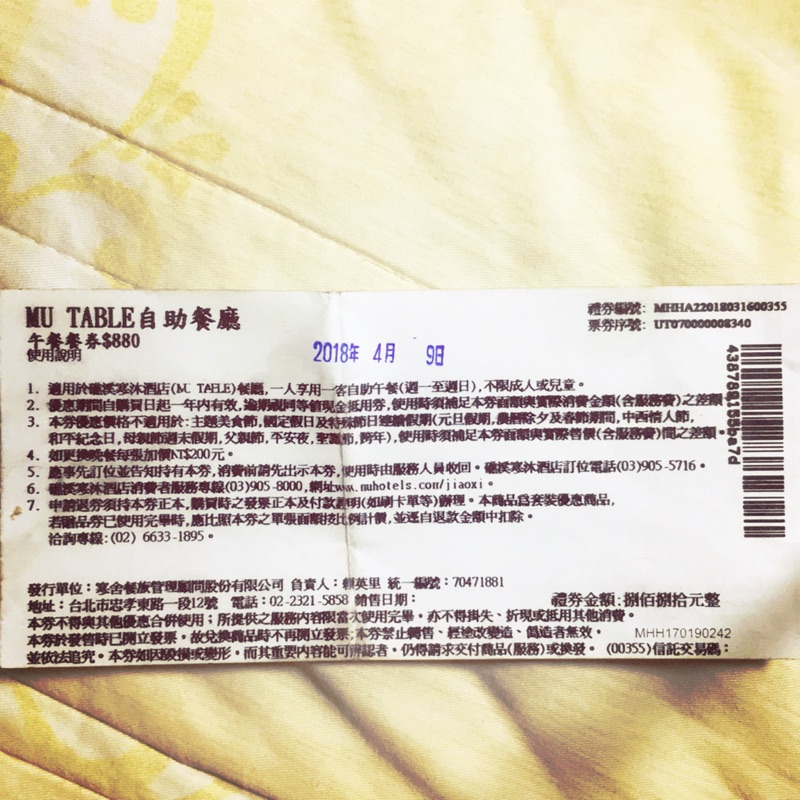 MU TABLE自助餐廳
午餐餐券$880
使用說明
禮券編號: MHHA22018031600355
票券序號: UT070000008340
2018年 4月 9日
1. 適用於礁溪寒沐酒店(MU TABLE)餐廳,一人享用一客自助午餐(週一至週日),不限成人或兒童。
2. 優惠期間自購買日起一年內有效,逾期視同等值現金抵用券,使用時須補足本券面額與實際消費金額(含服務費)之差額。
3. 本券優惠價格不適用於:主題美食節,國定假日及特殊節日連續假期(元旦假期,農曆除夕及春節期間,中西情人節,
和平紀念日,母親節週末假期,父親節,平安夜,聖誕節,跨年),使用時須補足本券面額與實際售價(含服務費)間之差額。
4. 如更換晚餐每張加價NT$200元。
5. 應事先訂位並告知持有本券,消費前請先出示本券,使用時由服務人員收回。礁溪寒沐酒店訂位電話(03)905-5716。
6. 礁溪寒沐酒店消費者服務專線(03)905-8000,網址www.muhotels.com/jiaoxi。
7. 申請退券須持本券正本,購買時之發票正本及付款證明(如刷卡單等)辦理。本商品為套裝優惠商品,
若贈品券已使用完畢時,應比照本券之單張面額按比例計價,並逐自退款金額中扣除。
洽詢專線:(02) 6633-1895。
438786155ba7d
發行單位:寒舍餐旅管理顧問股份有限公司 負責人:賴英里 統一編號:70471881
地址:台北市忠孝東路一段12號 電話:02-2321-5858 銷售日期:
禮券金額:捌佰捌拾元整
本券不得與其他優惠合併使用;所提供之服務內容限當次使用完畢,亦不得掛失、折現或抵用其他消費。
本券於發售時已開立發票,故兌換商品時不再開立發票;本券禁止轉售、經塗改變造、偽造者無效,
MHH170190242
並依法追究。本券如因毀損或變形,而其重要內容能可辨認者,仍得請求交付商品(服務)或換發。 (00355)信託交易碼: